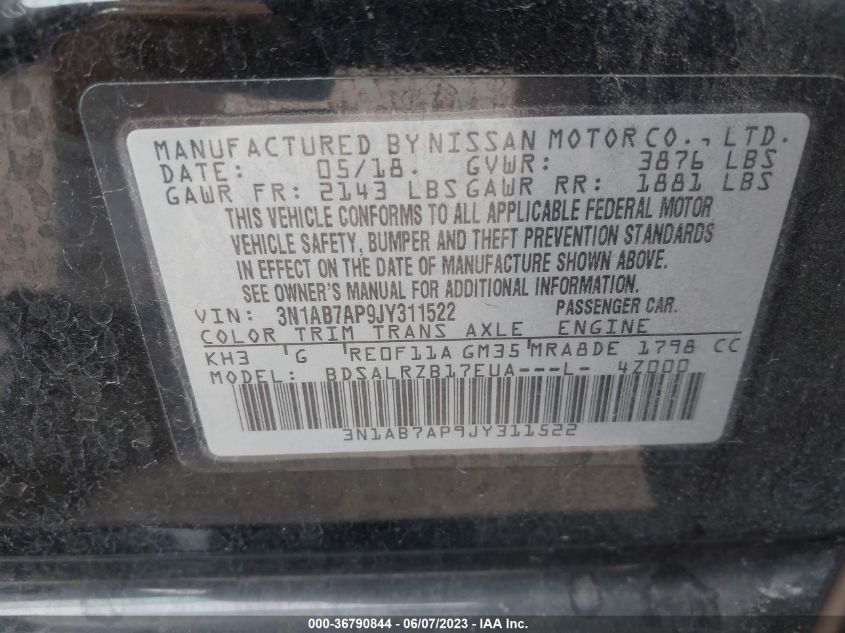 MANUFACTURED BY NISSAN MOTOR CO., LTD.
DATE: 05/18. GVWR: 3876 LBS
GAWR FR: 2143 LBS GAWR RR: 1881 LBS
THIS VEHICLE CONFORMS TO ALL APPLICABLE FEDERAL MOTOR
VEHICLE SAFETY, BUMPER AND THEFT PREVENTION STANDARDS
IN EFFECT ON THE DATE OF MANUFACTURE SHOWN ABOVE.
SEE OWNER'S MANUAL FOR ADDITIONAL INFORMATION.
VIN: 3N1AB7AP9JY311522 PASSENGER CAR.
COLOR TRIM TRANS AXLE ENGINE
KH3 G RE0F11A GM35 MRA8DE 1798 CC
MODEL: BDSALRZB17EUA---L- 4Z000
3N1AB7AP9JY311522
000-36790844 - 06/07/2023 - © IAA, Inc.